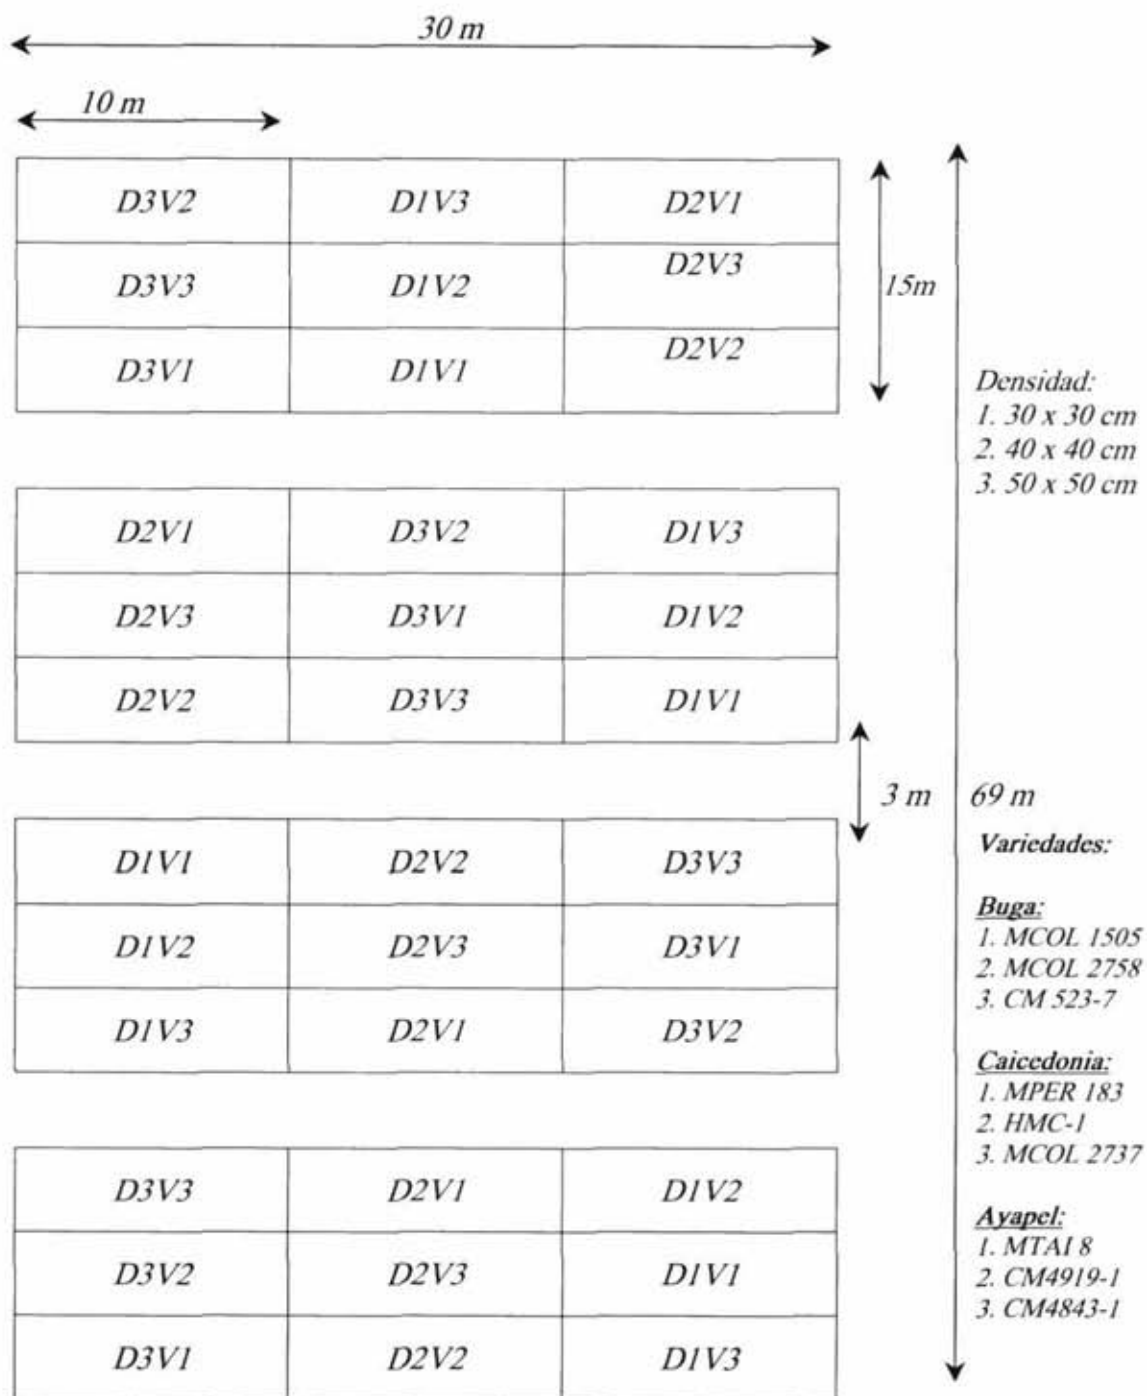 30 m
10 m
D3V2 D1V3 D2V1
D3V3 D1V2 D2V3
D3V1 D1V1 D2V2
15m
Densidad:
1. 30 x 30 cm
2. 40 x 40 cm
3. 50 x 50 cm
D2V1 D3V2 D1V3
D2V3 D3V1 D1V2
D2V2 D3V3 D1V1
3 m
69 m
D1V1 D2V2 D3V3
D1V2 D2V3 D3V1
D1V3 D2V1 D3V2
Variedades:
Buga:
1. MCOL 1505
2. MCOL 2758
3. CM 523-7
Caicedonia:
1. MPER 183
2. HMC-1
3. MCOL 2737
Ayapel:
1. MTAI 8
2. CM4919-1
3. CM4843-1
D3V3 D2V1 D1V2
D3V2 D2V3 D1V1
D3V1 D2V2 D1V3